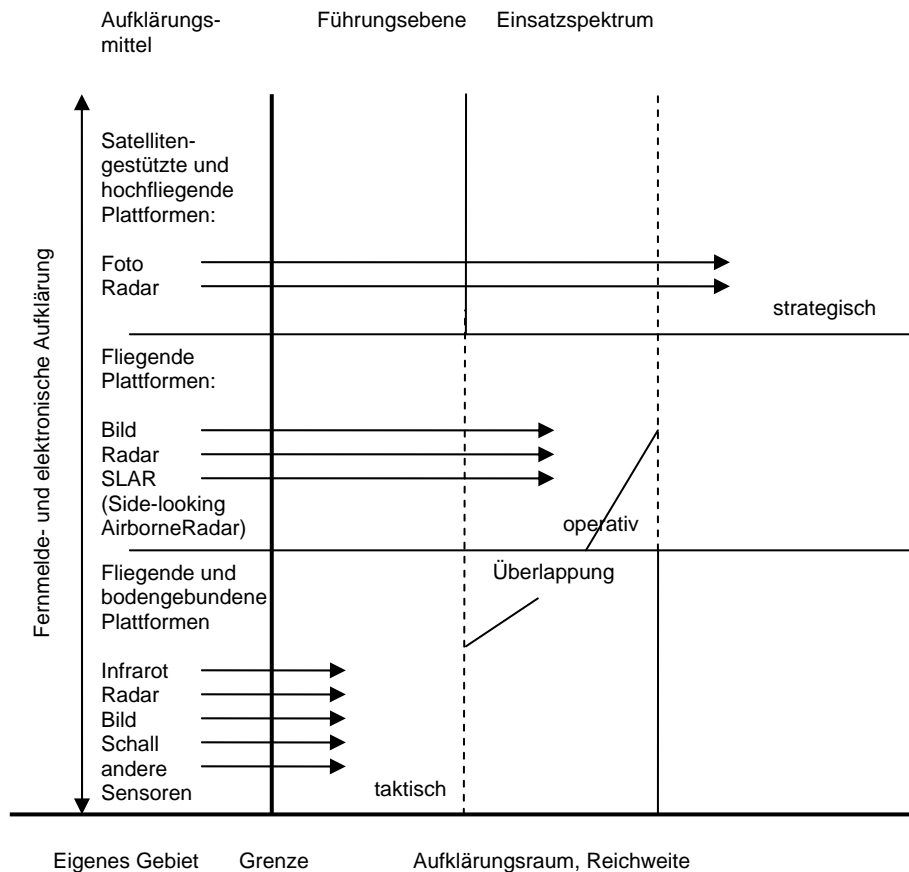 Aufklärungs- Führungsebene Einsatzspektrum
mittel
Satelliten-
gestützte und
hochfliegende
Plattformen:
Foto
Radar
strategisch
Fliegende
Plattformen:
Bild
Radar
SLAR
(Side-looking
AirborneRadar)
operativ
Fliegende und
bodengebundene
Plattformen
Überlappung
Infrarot
Radar
Bild
Schall
andere
Sensoren
taktisch
Fernmelde- und elektronische Aufklärung
Eigenes Gebiet Grenze Aufklärungsraum, Reichweite